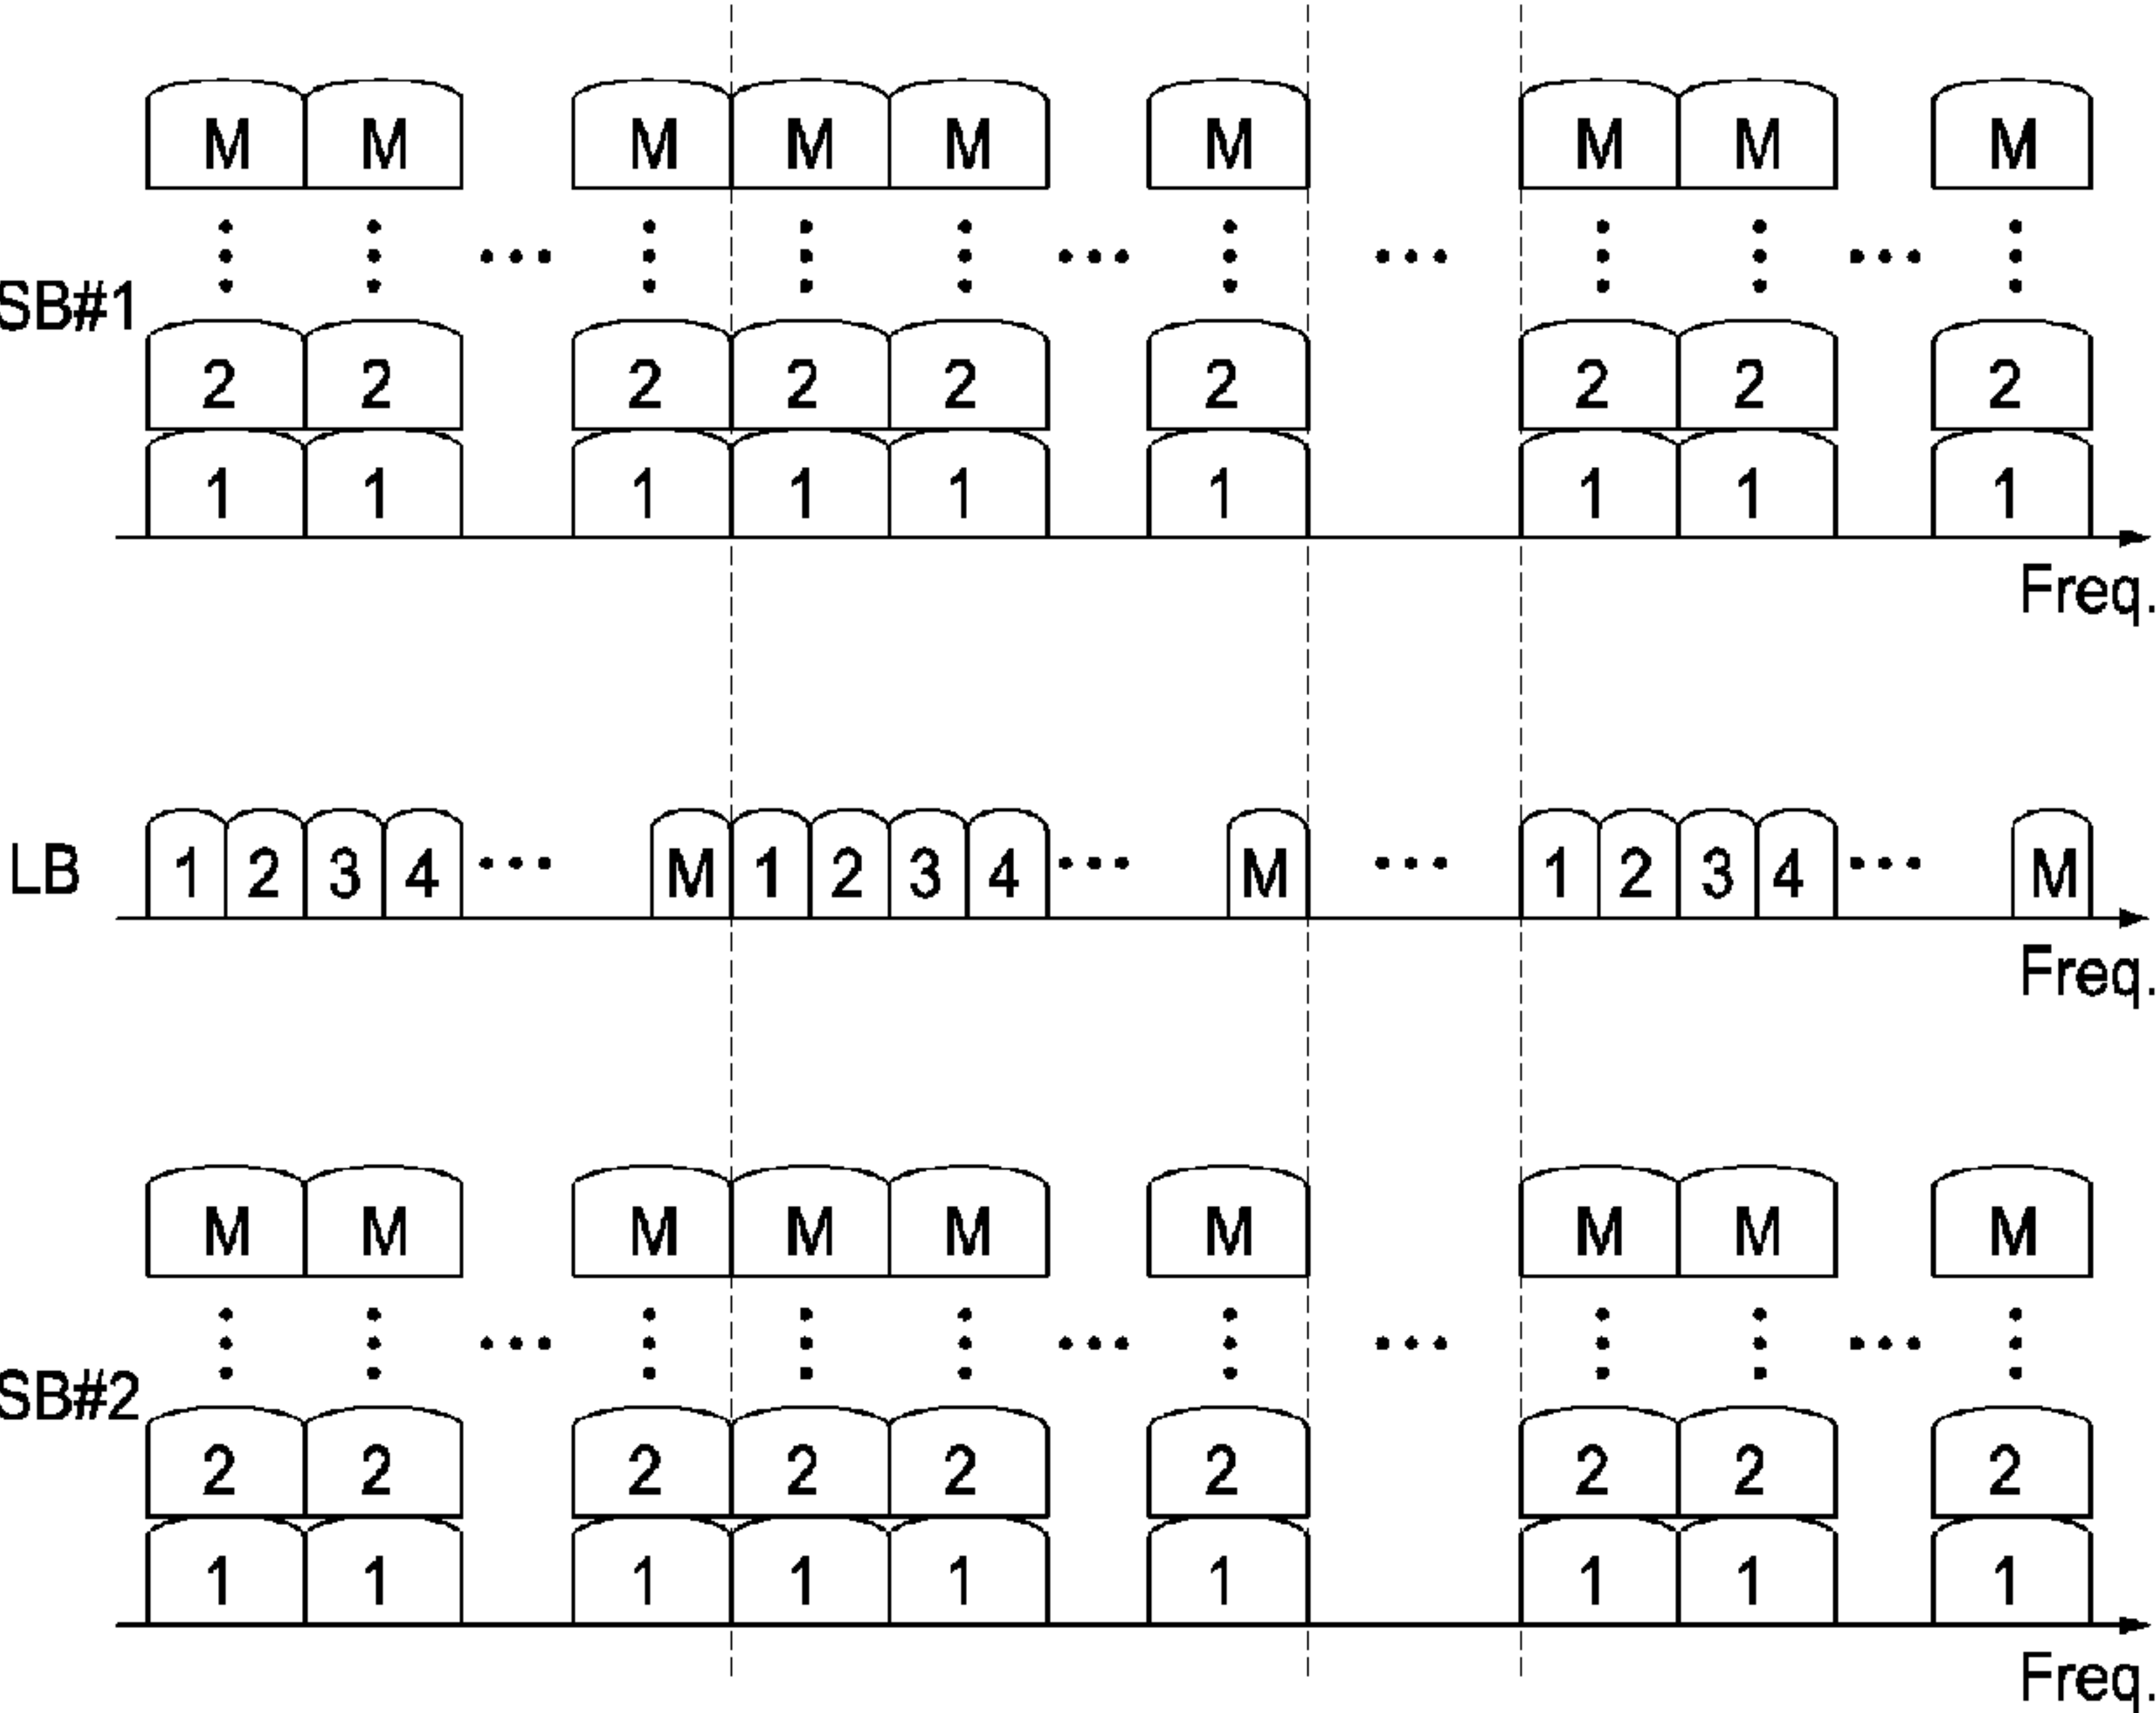 M M M M M M M M M
... ... ... ...
SB#1
2 2 2 2 2 2 2 2 2
1 1 1 1 1 1 1 1 1
Freq.
LB 1 2 3 4 ... M 1 2 3 4 ... M ... 1 2 3 4 ... M
Freq.
M M M M M M M M M
... ... ... ...
SB#2
2 2 2 2 2 2 2 2 2
1 1 1 1 1 1 1 1 1
Freq.